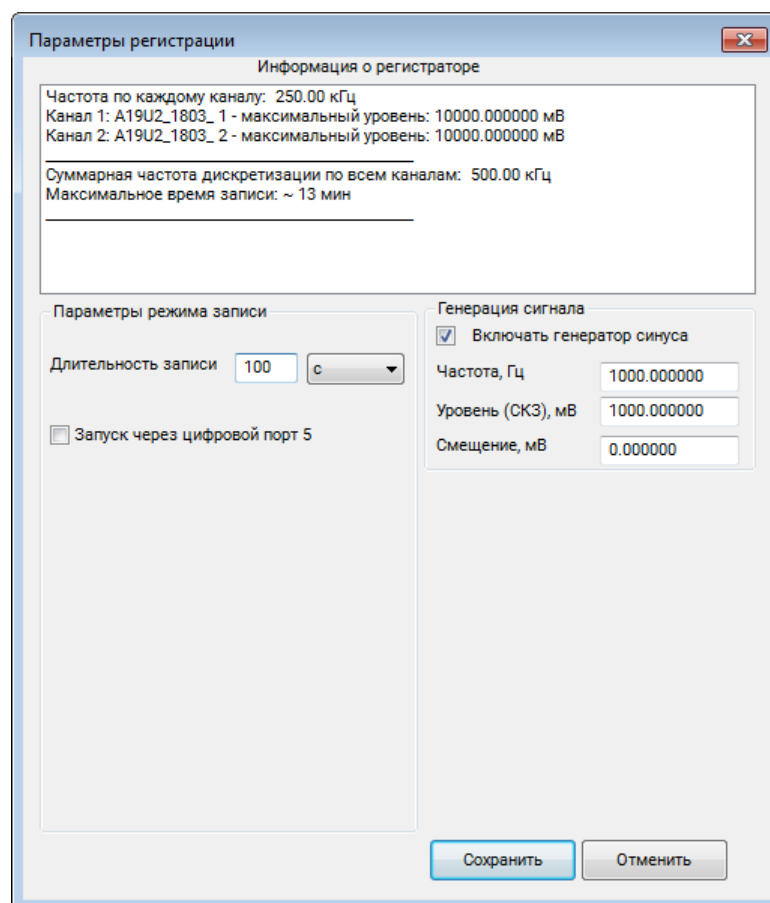 Параметры регистрации
Информация о регистраторе
Частота по каждому каналу: 250.00 кГц
Канал 1: A19U2_1803_ 1 - максимальный уровень: 10000.000000 мВ
Канал 2: A19U2_1803_ 2 - максимальный уровень: 10000.000000 мВ
Суммарная частота дискретизации по всем каналам: 500.00 кГц
Максимальное время записи: ~ 13 мин
Параметры режима записи
Длительность записи 100 с
Запуск через цифровой порт 5
Генерация сигнала
Включать генератор синуса
Частота, Гц 1000.000000
Уровень (СКЗ), мВ 1000.000000
Смещение, мВ 0.000000
Сохранить Отменить